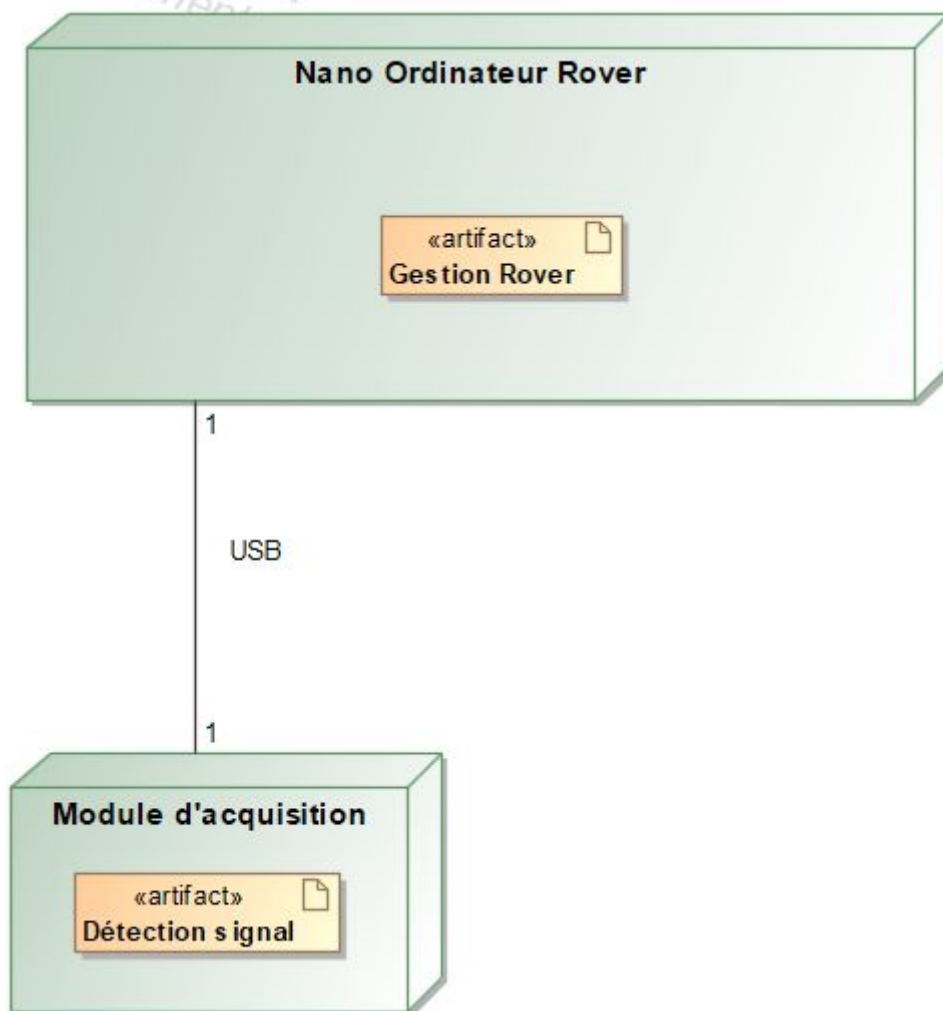 Nano Ordinateur Rover
«artifact»
Gestion Rover
1
USB
1
Module d'acquisition
«artifact»
Détection signal